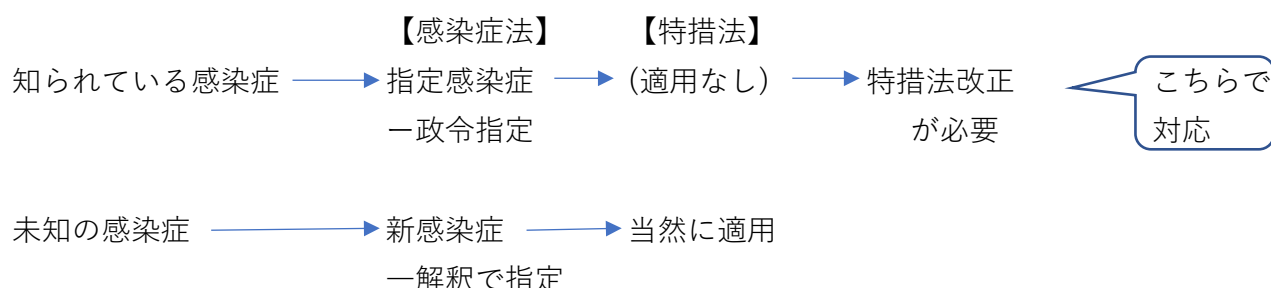 【感染症法】 【特措法】
知られている感染症 指定感染症 (適用なし) 特措法改正 こちらで
ー政令指定 が必要 対応
未知の感染症 新感染症 当然に適用
―解釈で指定